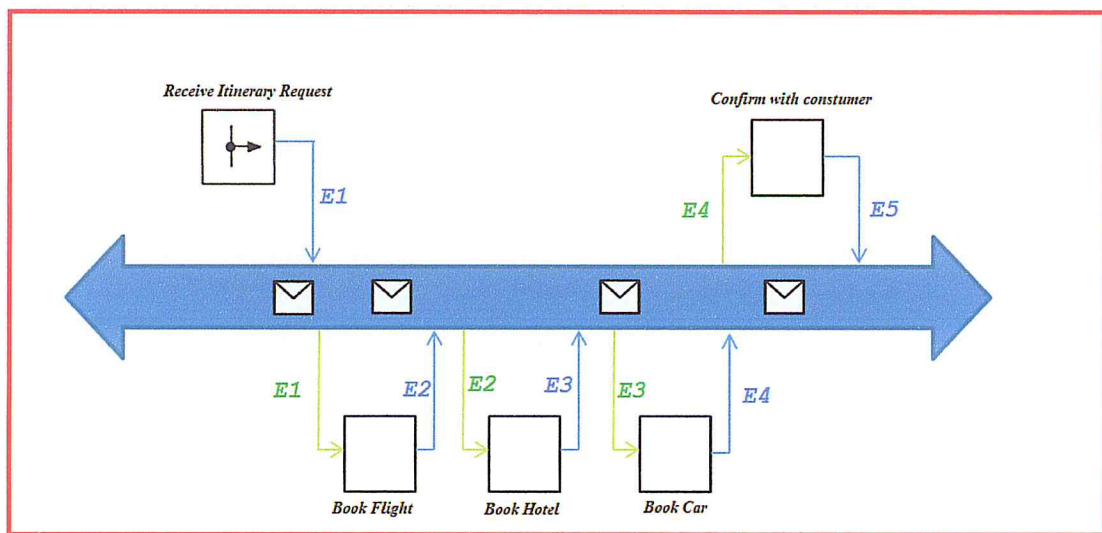 Receive Itinerary Request
Confirm with constumer
E1
E4
E5
E1
E2
E2
E3
E3
E4
Book Flight
Book Hotel
Book Car